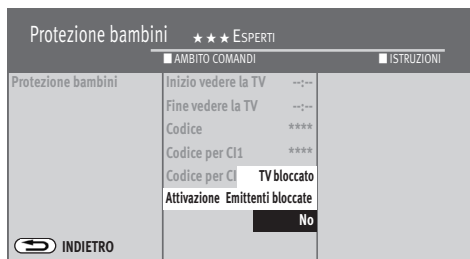 Protezione bambini ★★★ ESPERTI
AMBITO COMANDI ISTRUZIONI
Protezione bambini Inizio vedere la TV --:--
Fine vedere la TV --:--
Codice ****
Codice per CI1 ****
Codice per CI TV bloccato
Attivazione Emittenti bloccate
No
INDIETRO